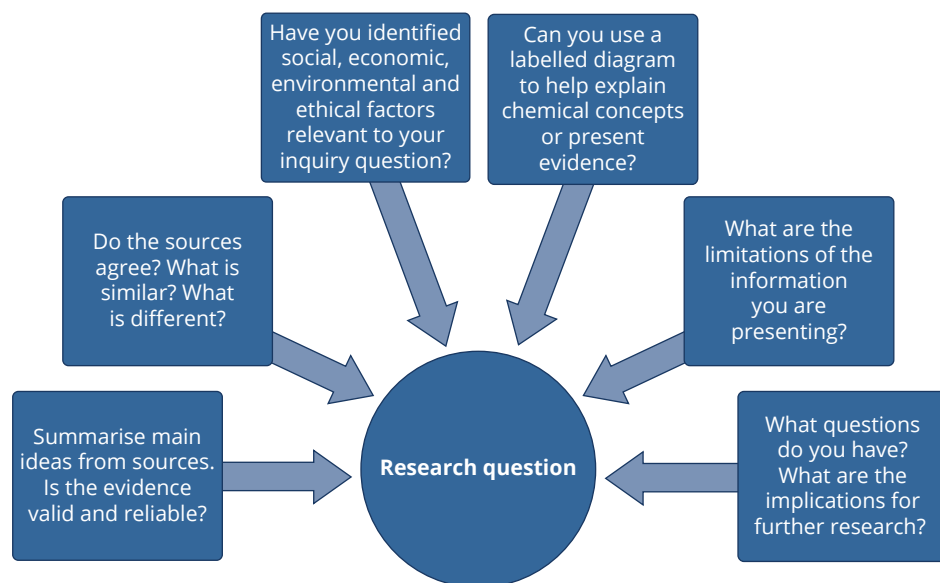 Have you identified
social, economic,
environmental and
ethical factors
relevant to your
inquiry question?
Can you use a
labelled diagram
to help explain
chemical concepts
or present
evidence?
Do the sources
agree? What is
similar? What
is different?
What are the
limitations of the
information
you are
presenting?
Summarise main
ideas from sources.
Is the evidence
valid and reliable?
Research question
What questions
do you have?
What are the
implications for
further research?